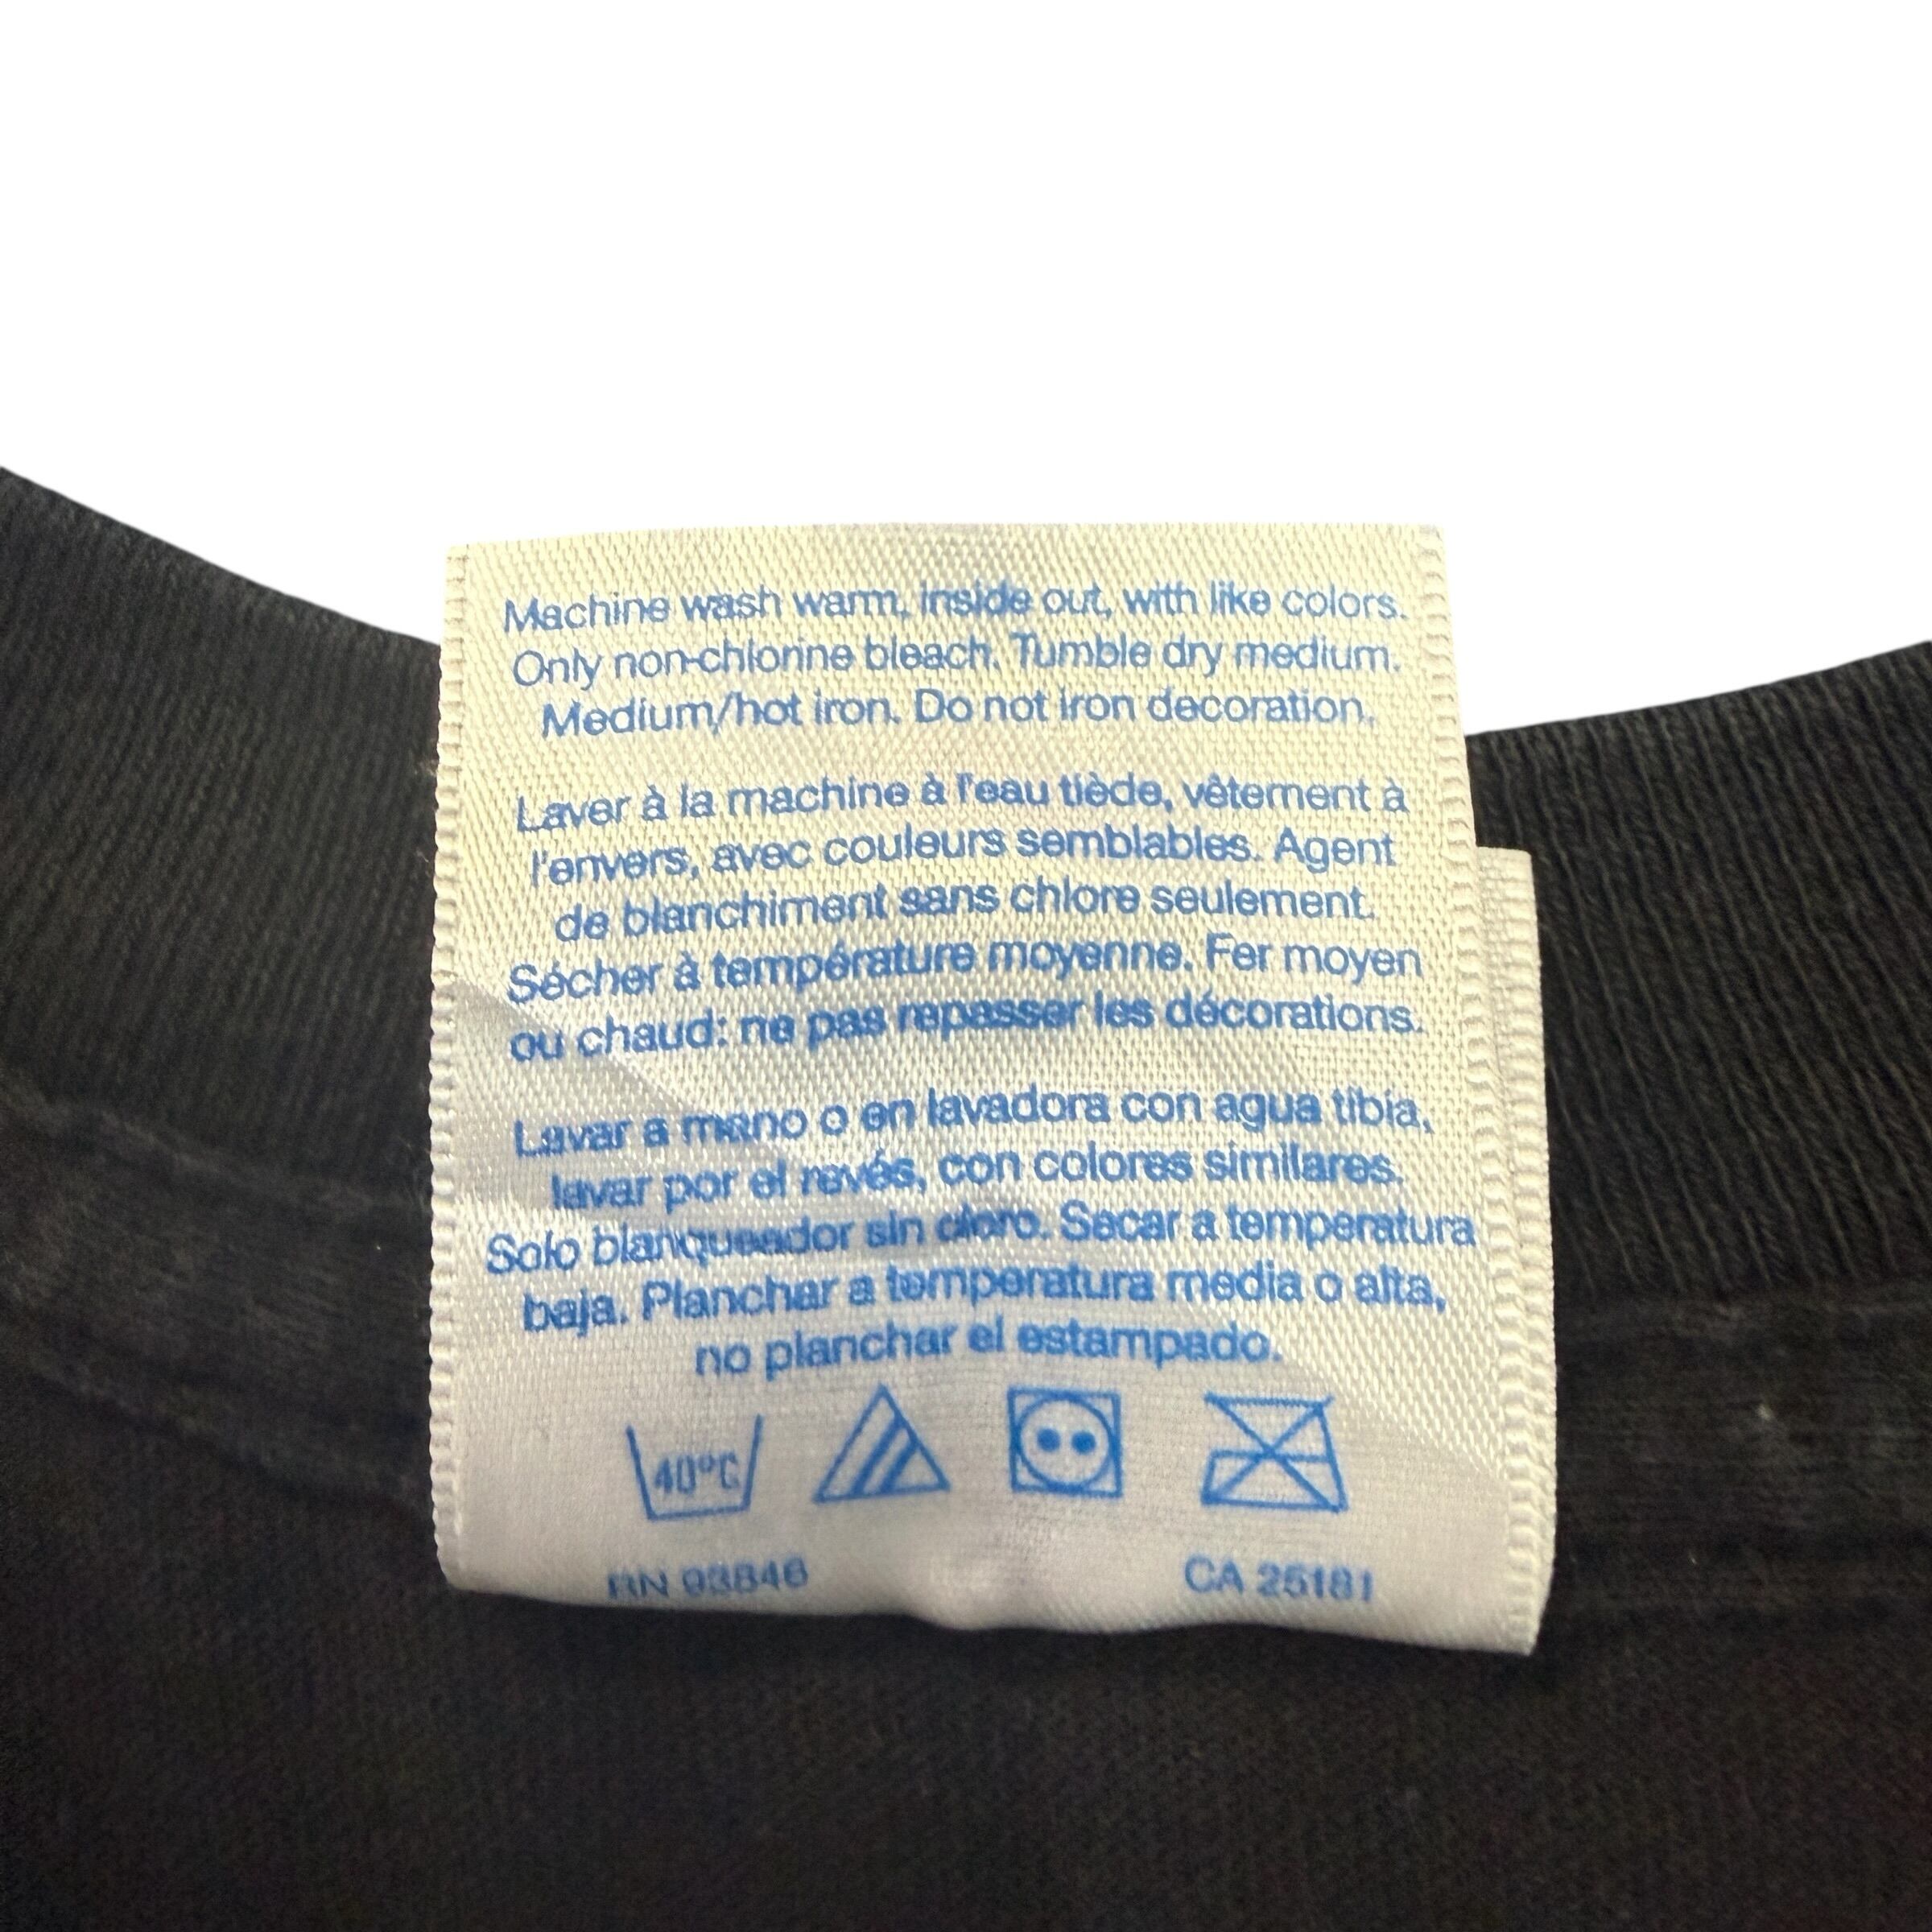 Machine wash warm, inside out, with like colors.
Only non-chlorine bleach. Tumble dry medium.
Medium/hot iron. Do not iron decoration.
Laver à la machine à l'eau tiède, vêtement à
l'envers, avec couleurs semblables. Agent
de blanchiment sans chlore seulement.
Sécher à température moyenne. Fer moyen
ou chaud: ne pas repasser les décorations.
Lavar a mano o en lavadora con agua tibia,
lavar por el revés, con colores similares.
Solo blanqueador sin cloro. Secar a temperatura
baja. Planchar a temperatura media o alta,
no planchar el estampado.
40°C
RN 93846 CA 25181